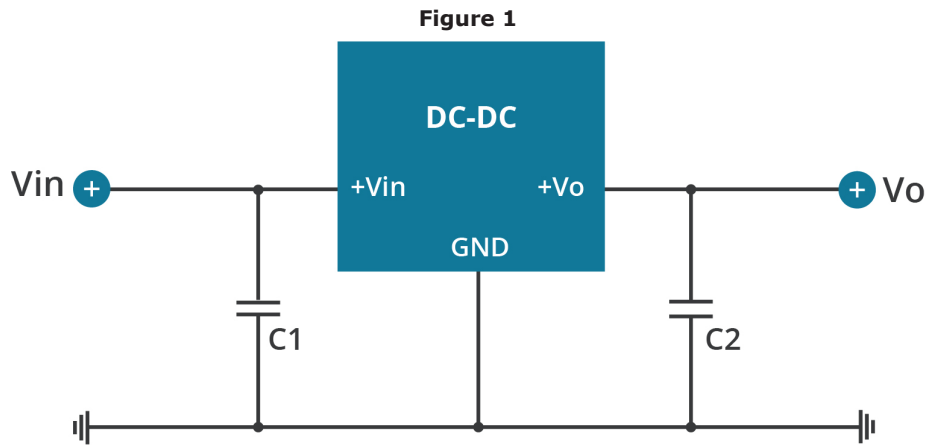 Figure 1
DC-DC
Vin + +Vin +Vo + Vo
GND
C1 C2